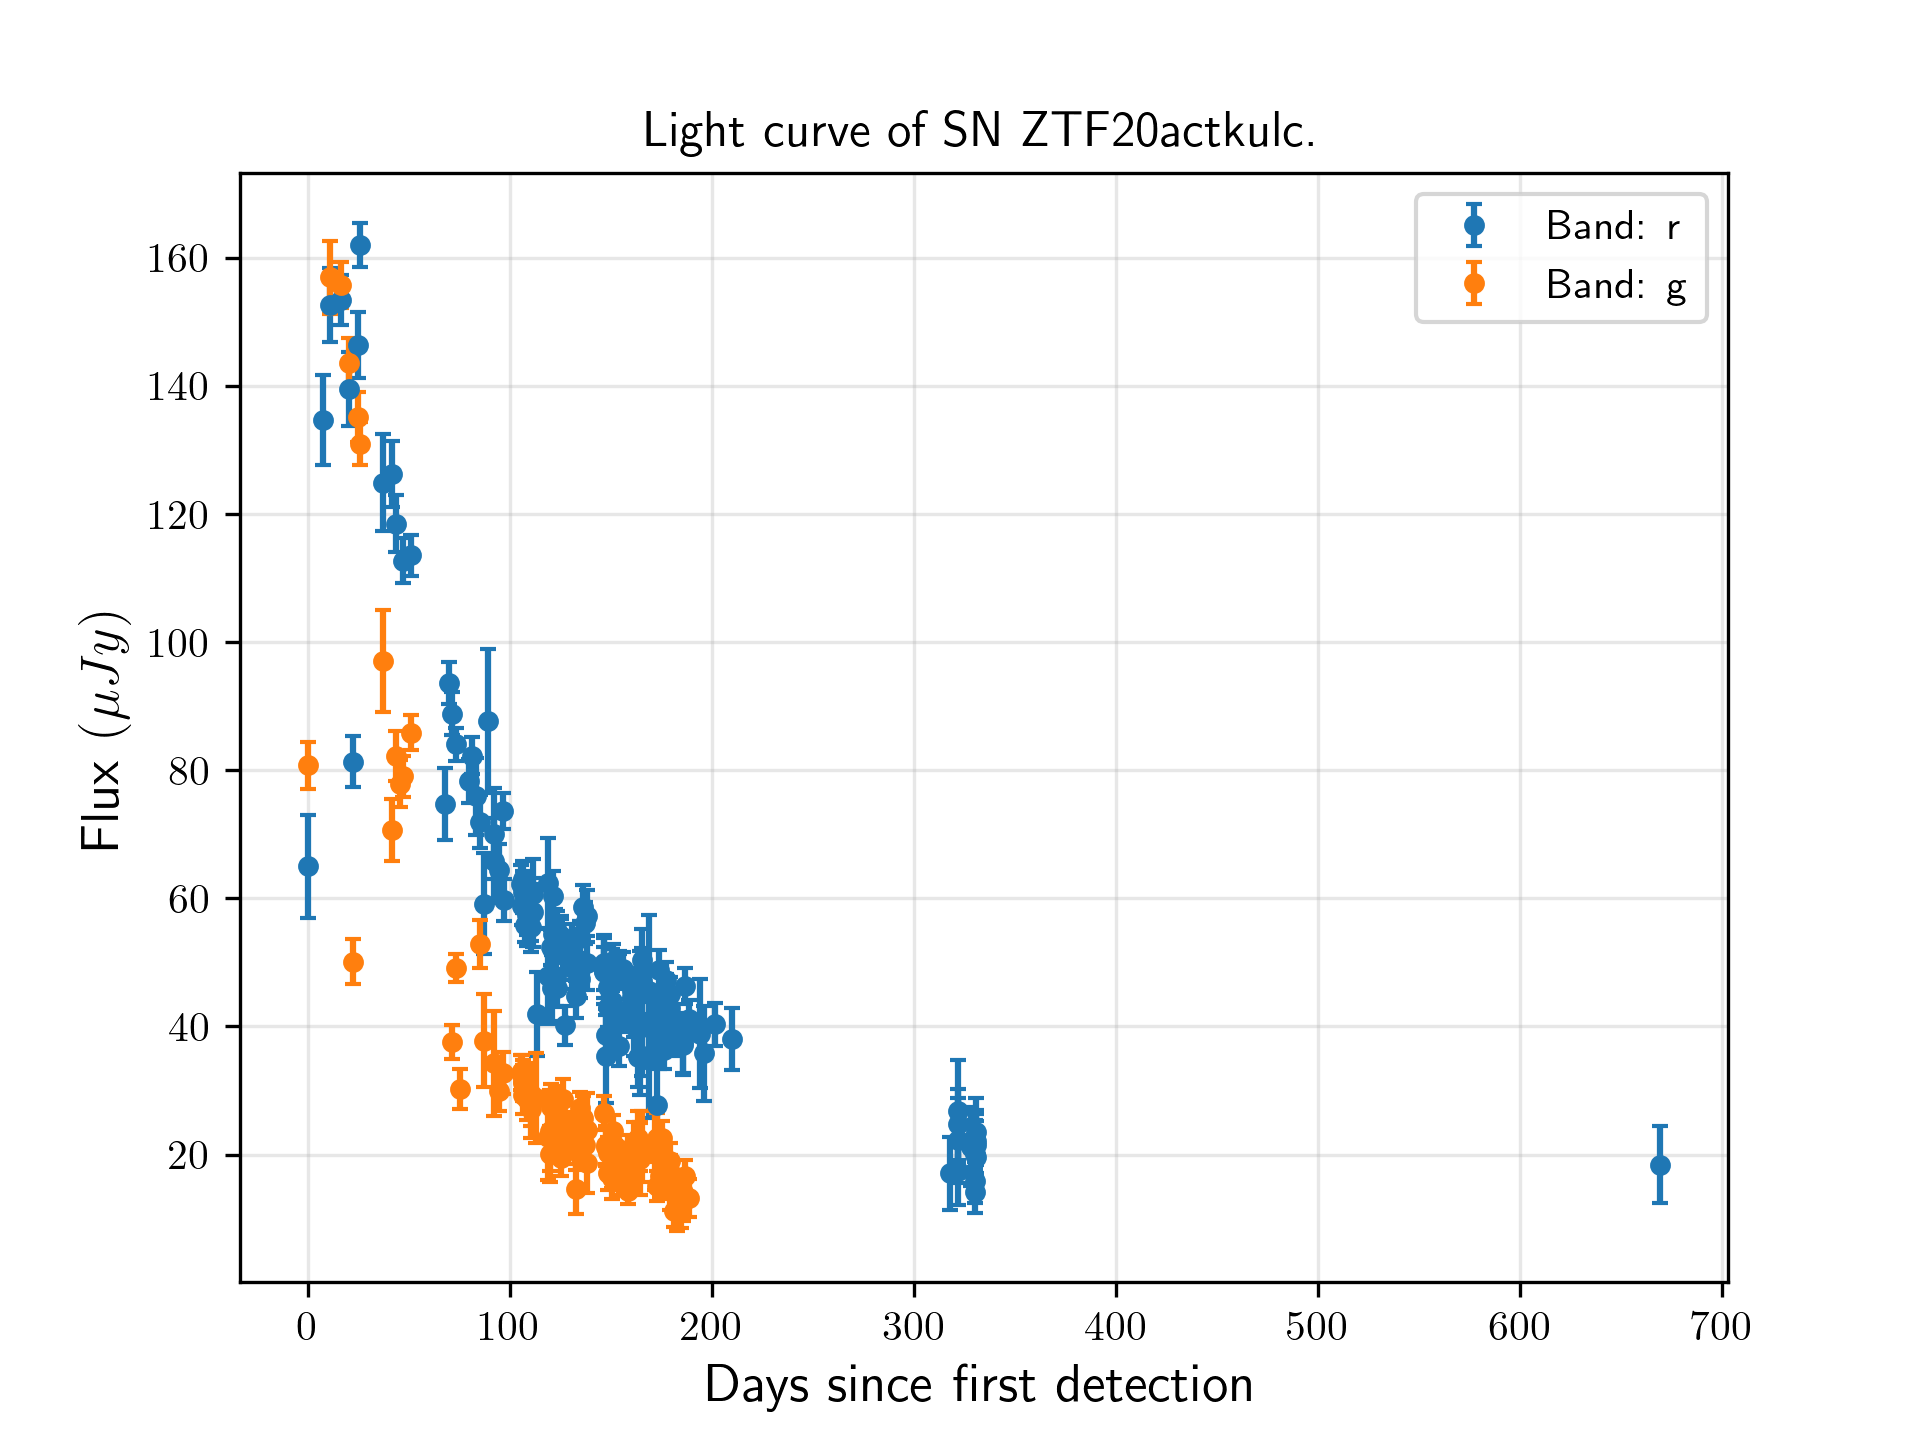 Light curve of SN ZTF20actkulc.
Band: r
Band: g
160
140
120
100
80
60
40
20
Flux (μJy)
0 100 200 300 400 500 600 700
Days since first detection